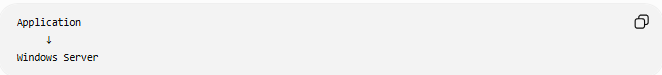 Application
↓
Windows Server